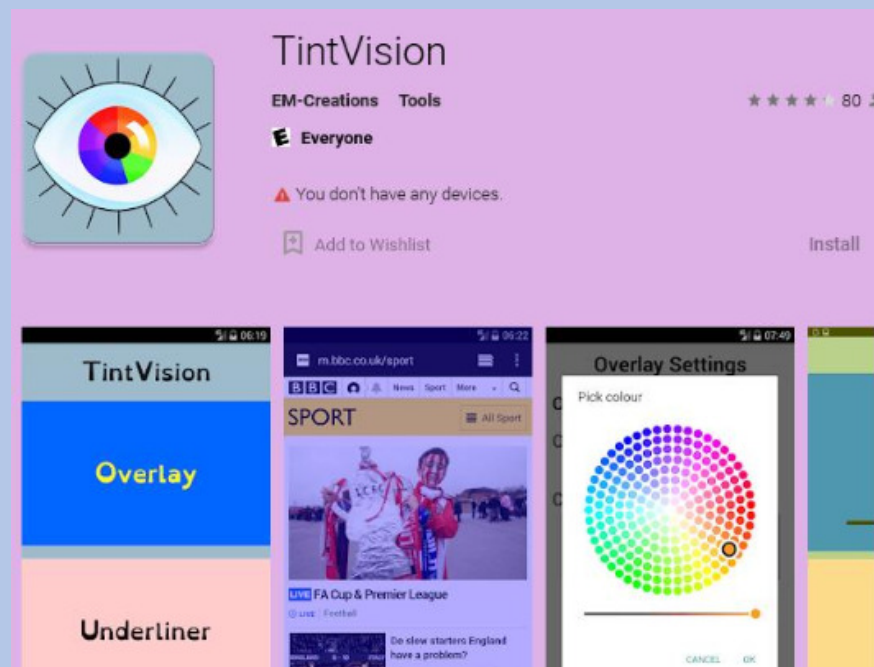 TintVision
EM-Creations Tools
80
E Everyone
You don't have any devices.
Add to Wishlist
Install
06:19
TintVision
Overlay
Underliner
06:22
m.bbc.co.uk/sport
BBC News Sport More
SPORT All Sport
LIVE FA Cup & Premier League
LIVE Football
Do slow starters England
have a problem?
07:49
Overlay Settings
Pick colour
C
C
C
CANCEL OK